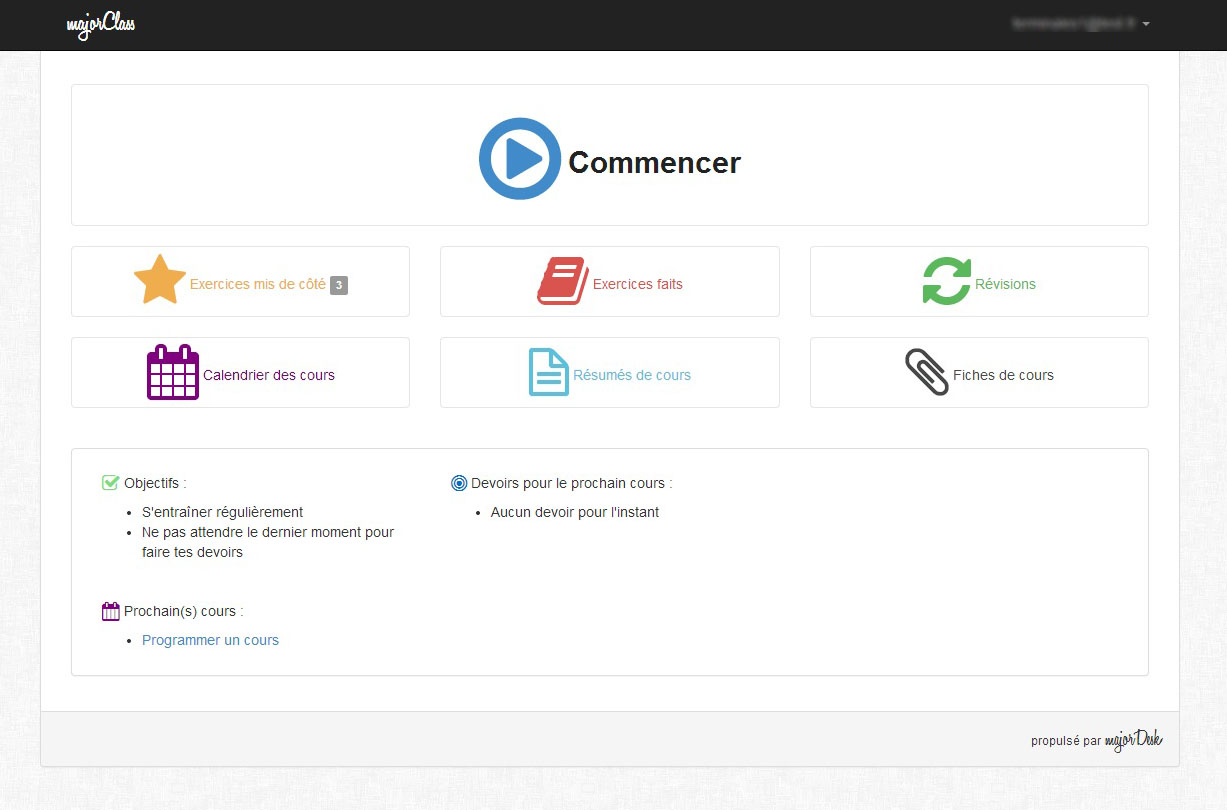 majorClass
Commencer
Exercices mis de côté 3
Exercices faits
Révisions
Calendrier des cours
Résumés de cours
Fiches de cours
Objectifs :
S'entraîner régulièrement
Ne pas attendre le dernier moment pour
faire tes devoirs
Devoirs pour le prochain cours :
Aucun devoir pour l'instant
Prochain(s) cours :
Programmer un cours
propulsé par majorDesk